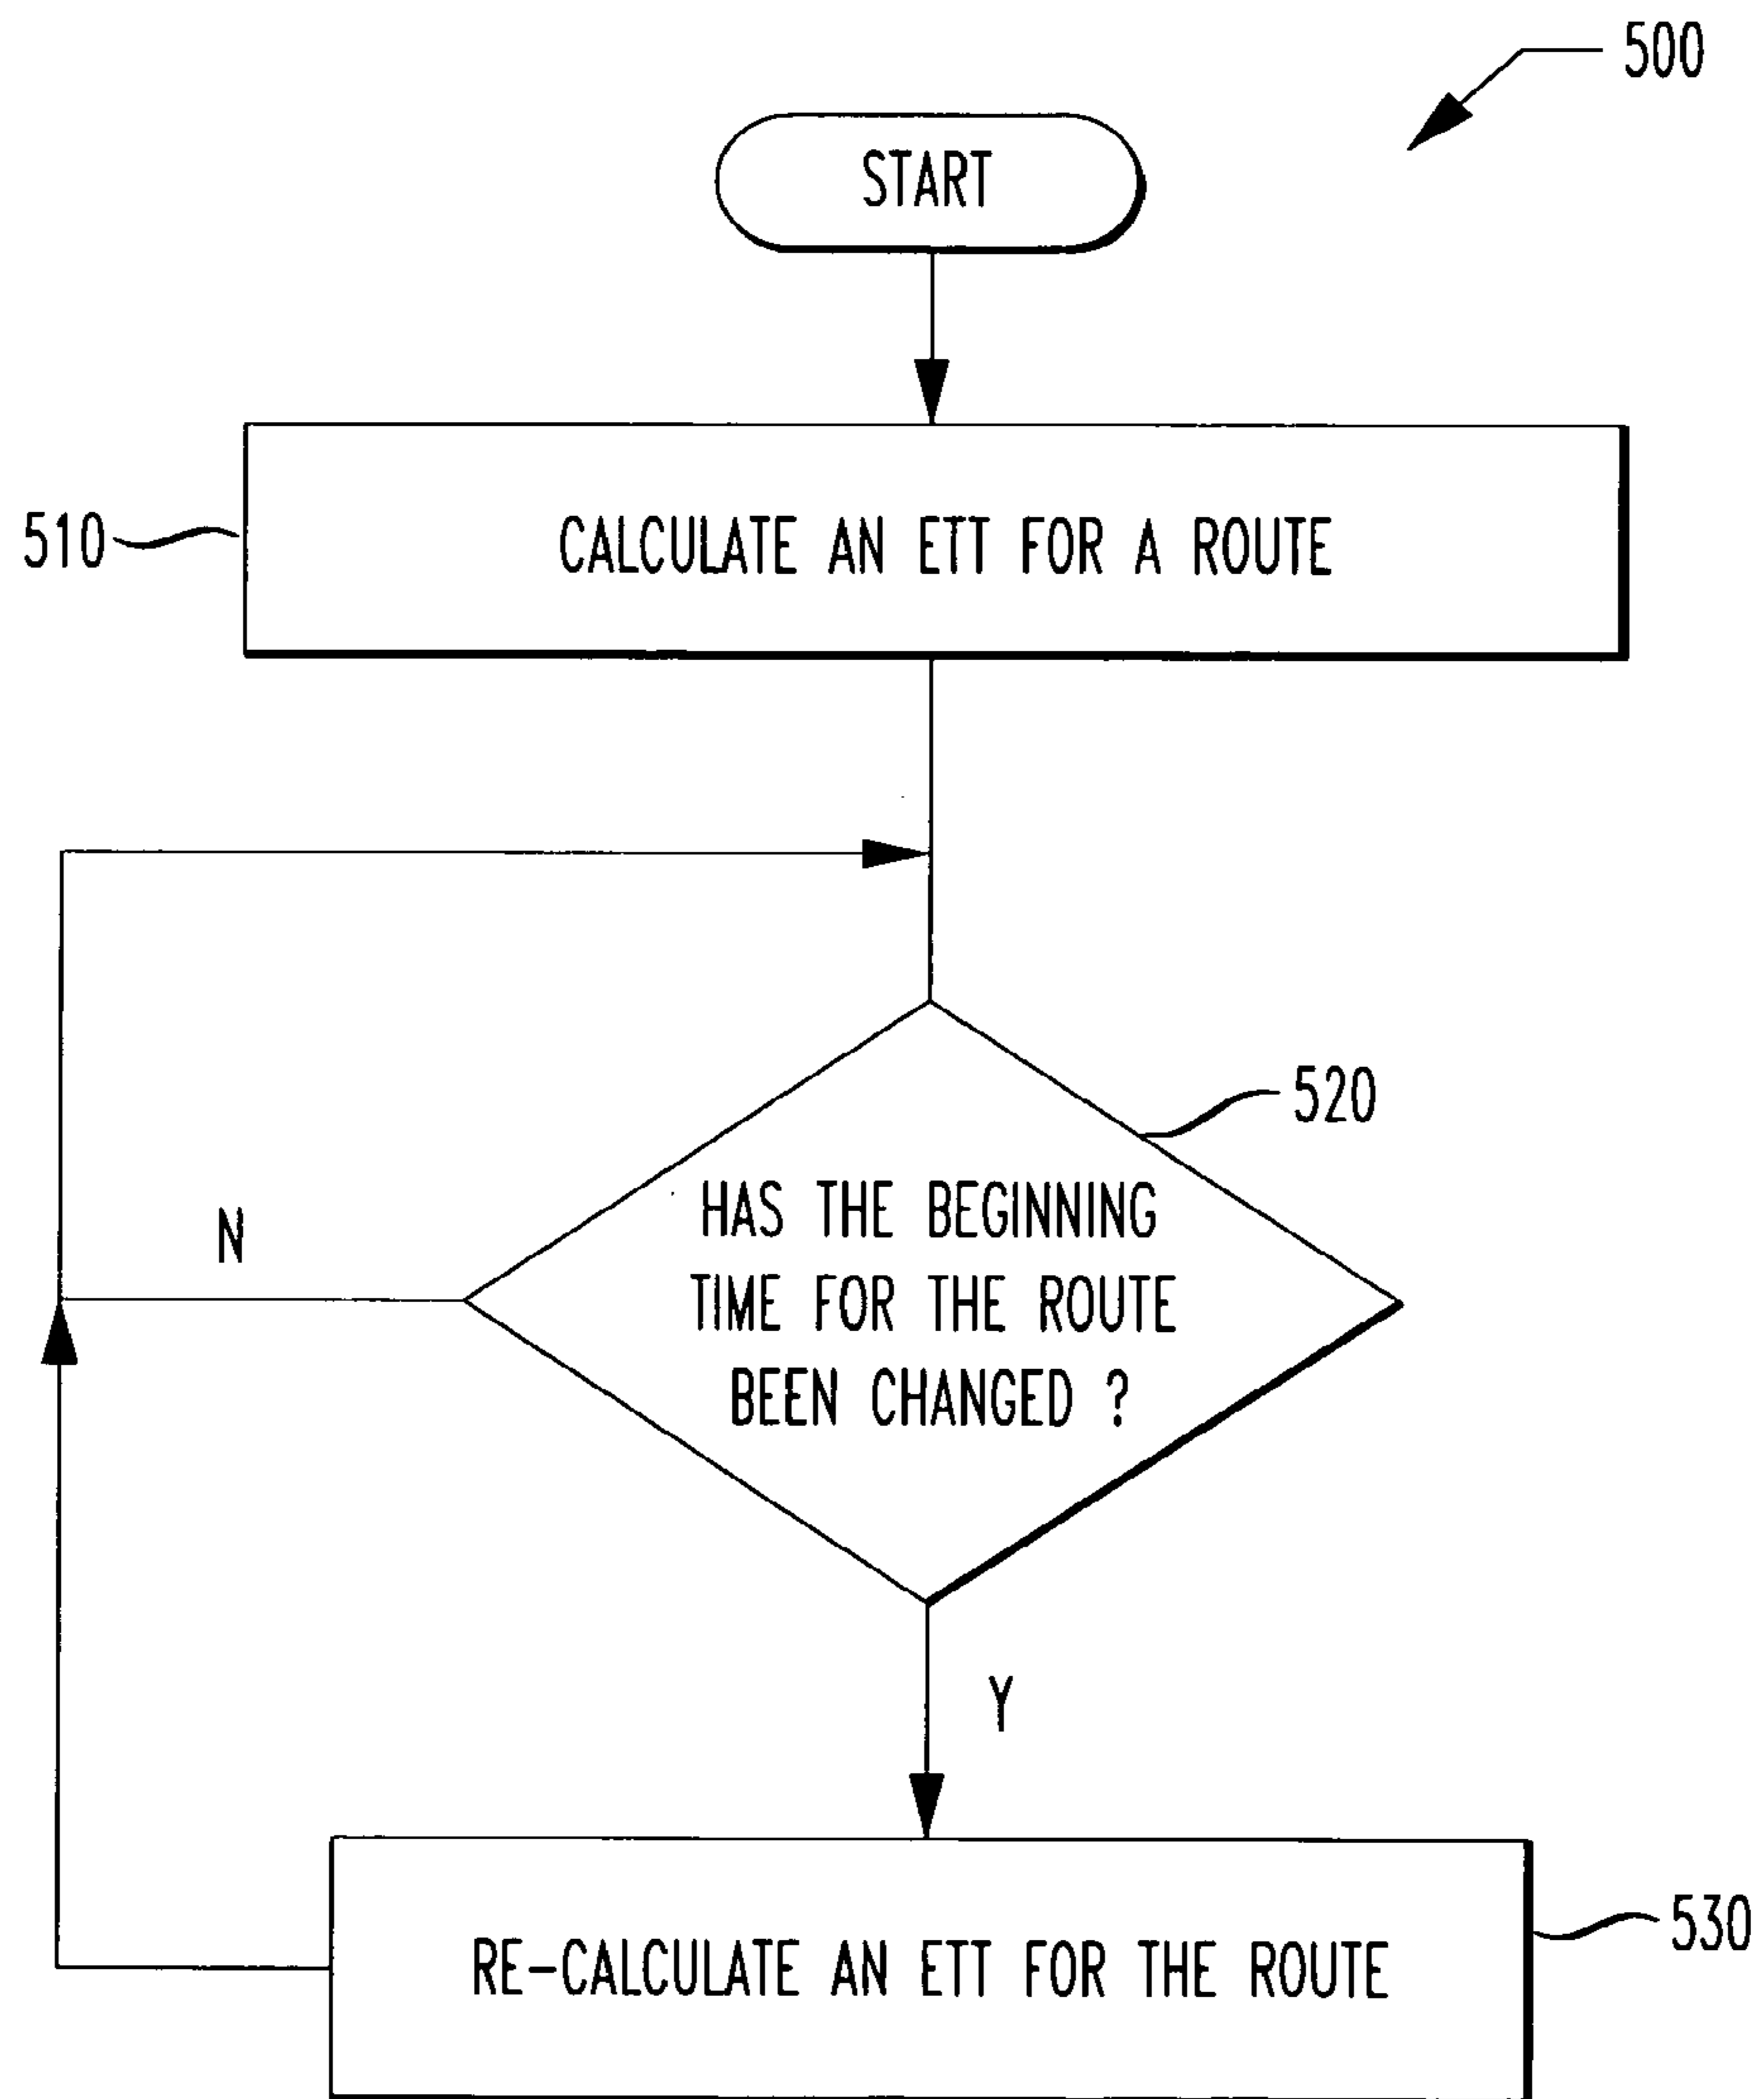 500
START
510
CALCULATE AN ETT FOR A ROUTE
520
HAS THE BEGINNING
TIME FOR THE ROUTE
BEEN CHANGED ?
N
Y
530
RE-CALCULATE AN ETT FOR THE ROUTE